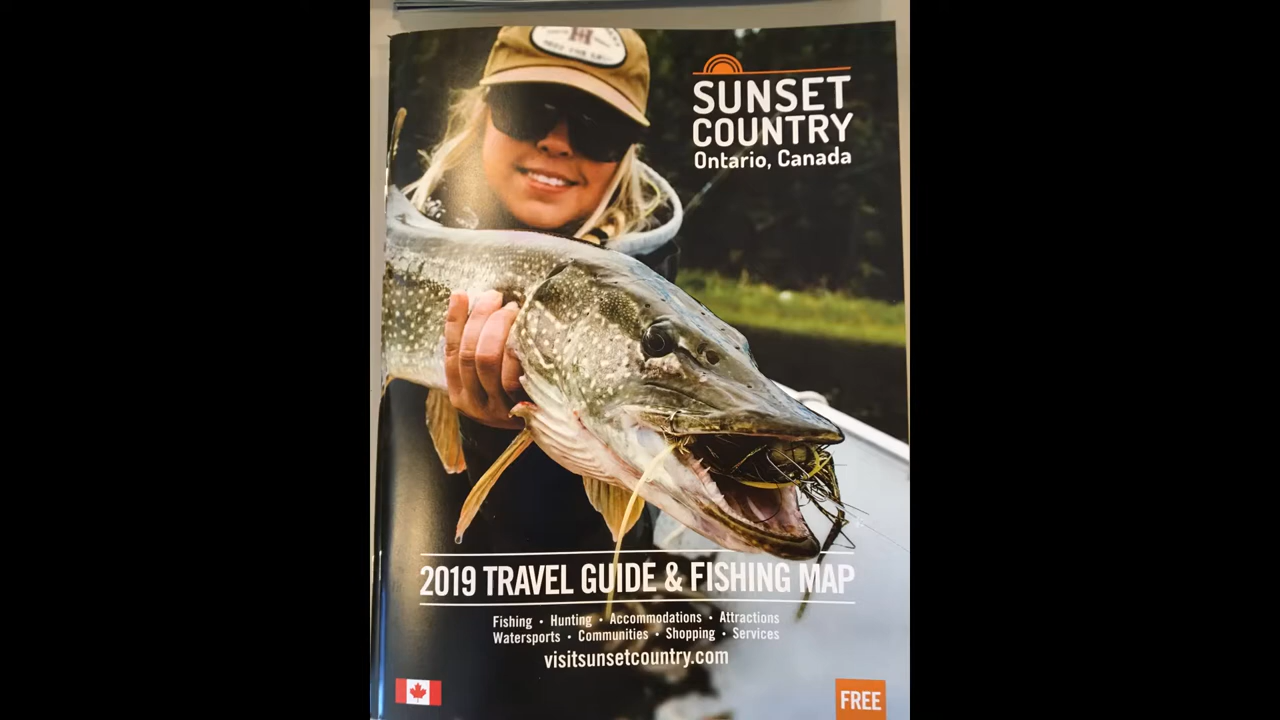 SUNSET
COUNTRY
Ontario, Canada
2019 TRAVEL GUIDE & FISHING MAP
Fishing • Hunting • Accommodations • Attractions
Watersports • Communities • Shopping • Services
visitsunsetcountry.com
FREE